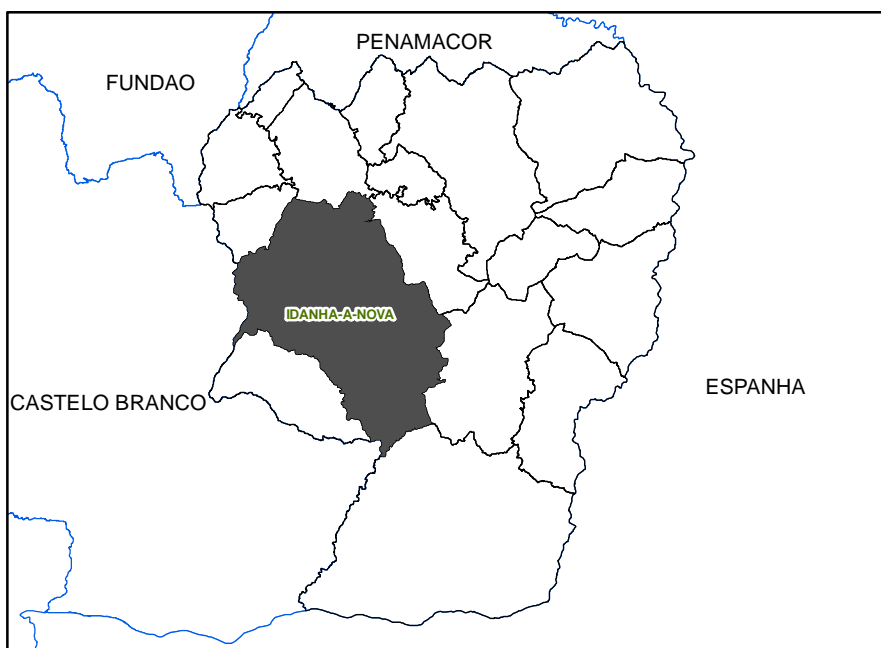 PENAMACOR
FUNDAO
IDANHA-A-NOVA
ESPANHA
CASTELO BRANCO